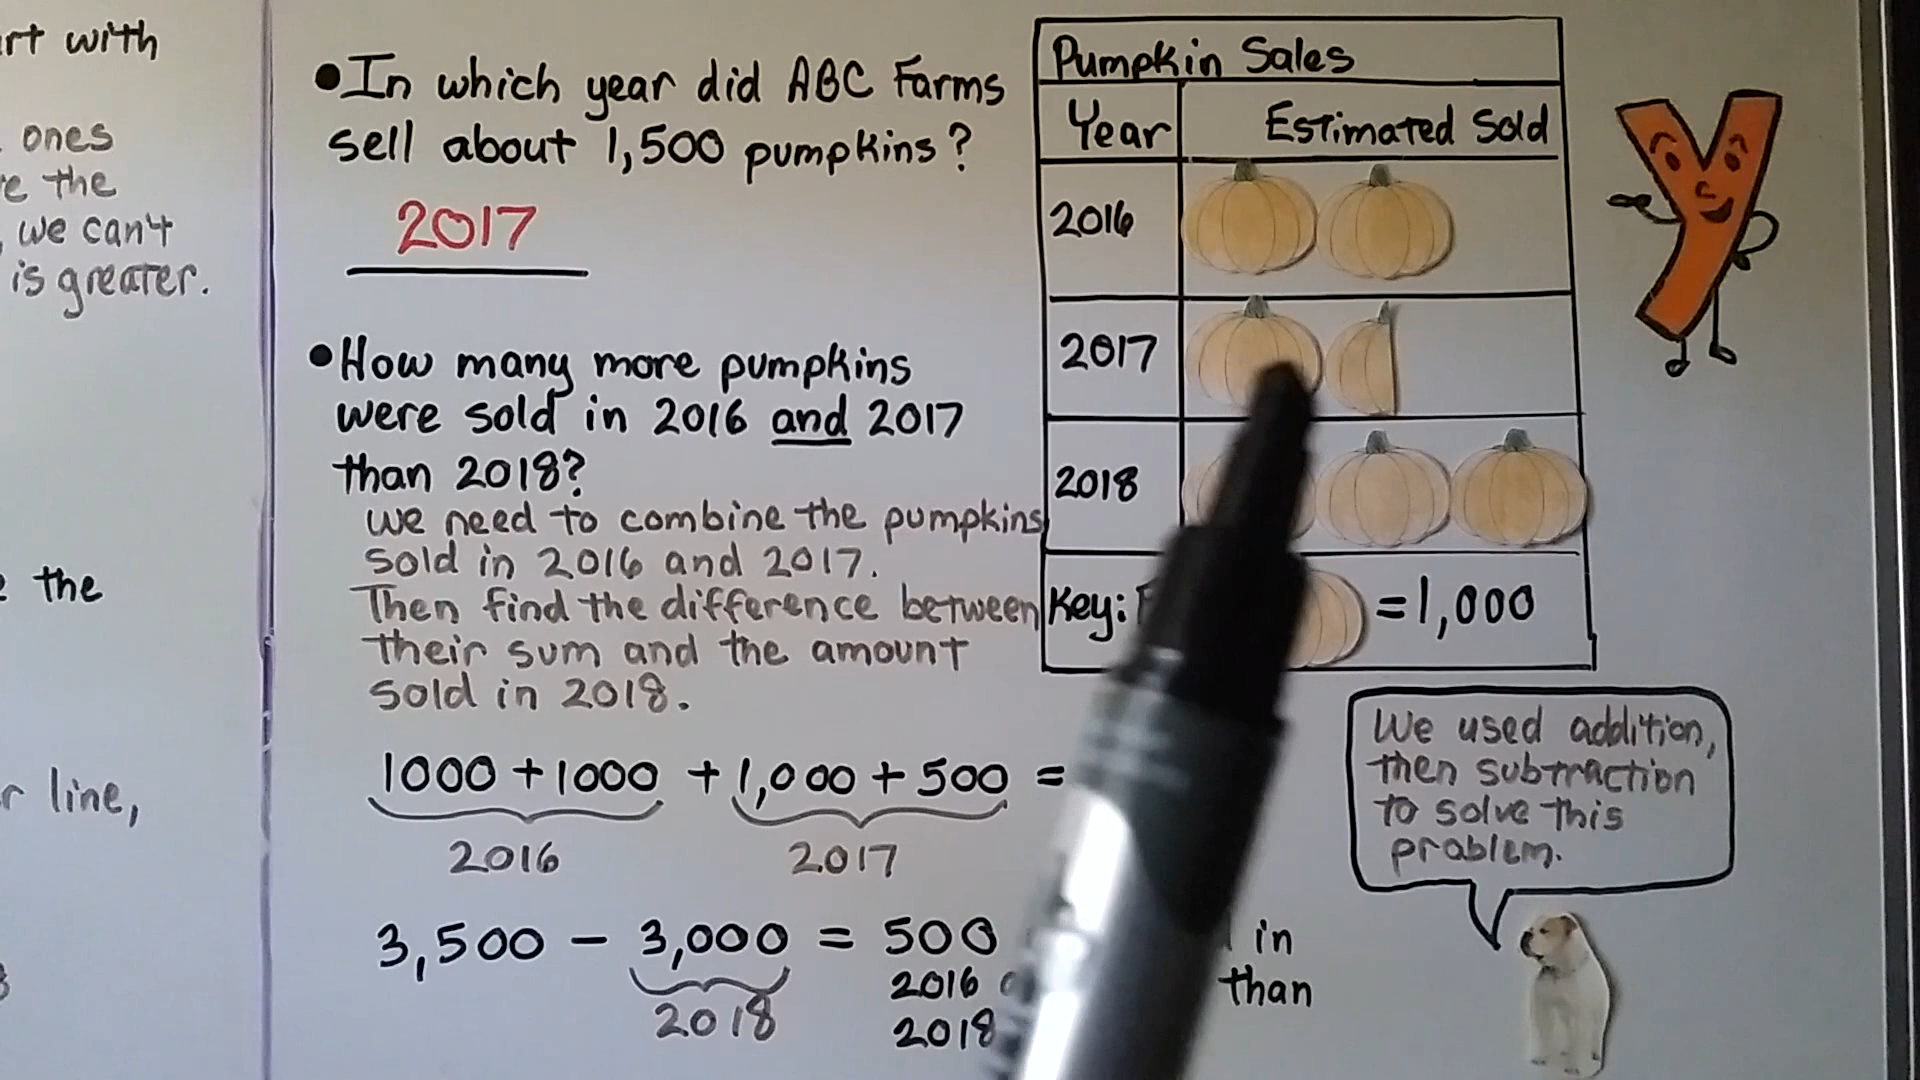 rt with
ones
e the
, we can't
is greater.
the
r line,
•In which year did ABC Farms
sell about 1,500 pumpkins?
2017
•How many more pumpkins
were sold in 2016 and 2017
than 2018?
We need to combine the pumpkins
sold in 2016 and 2017.
Then find the difference between
their sum and the amount
sold in 2018.
1000 + 1000 + 1,000 + 500 =
2016 2017
3,500 - 3,000 = 500 in
2018
2016 than
2018
Pumpkin Sales
Year Estimated Sold
2016
2017
2018
Key: = 1,000
Y
We used addition,
then subtraction
to solve this
problem.